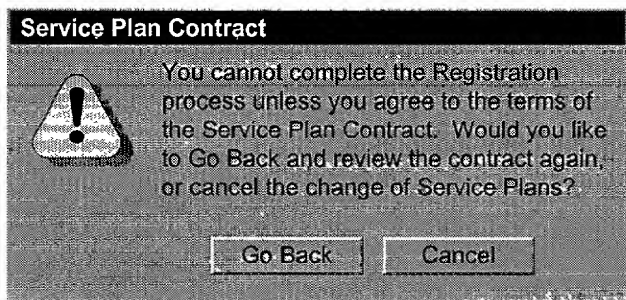 Service Plan Contract
You cannot complete the Registration
process unless you agree to the terms of
the Service Plan Contract. Would you like
to Go Back and review the contract again,
or cancel the change of Service Plans?
Go Back
Cancel